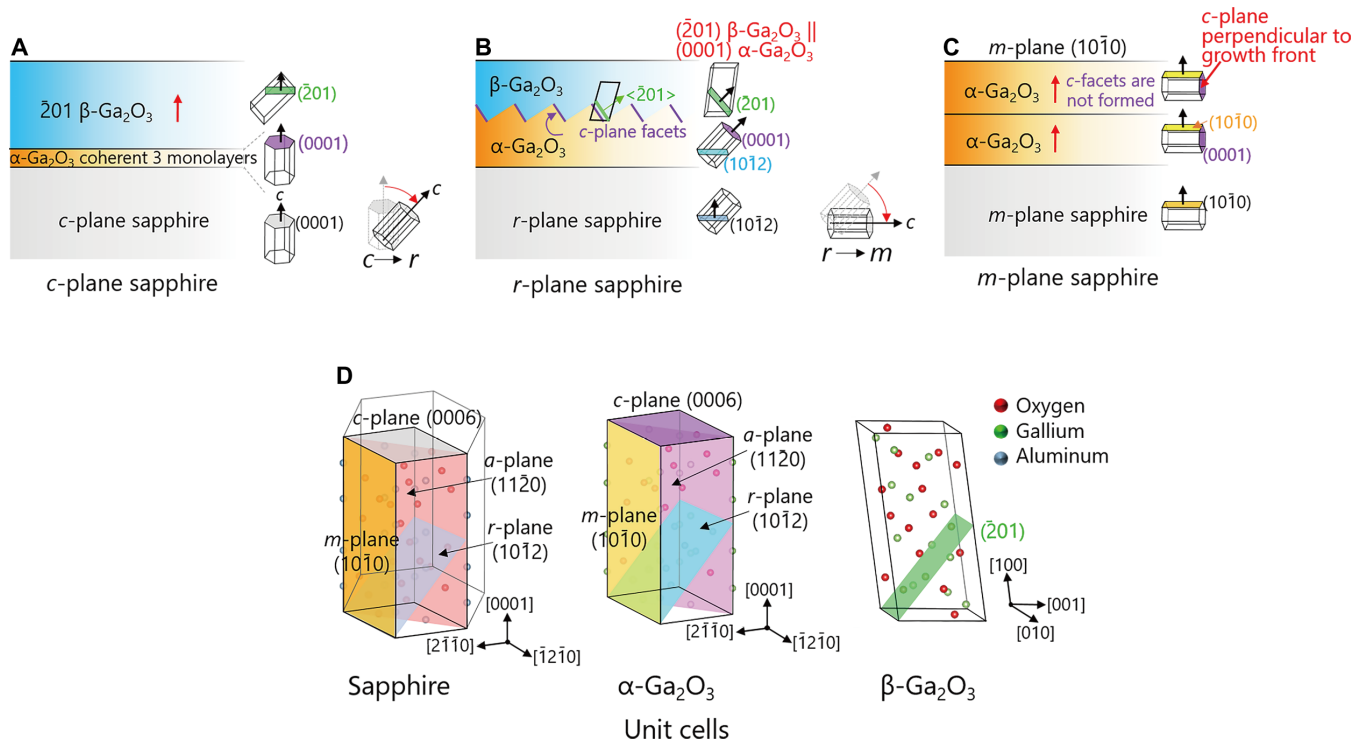 A
2̄01 β-Ga₂O₃
(2̄01)
(0001)
α-Ga₂O₃ coherent 3 monolayers
c
(0001)
c-plane sapphire
c
c → r
c-plane sapphire
B
(2̄01) β-Ga₂O₃ ||
(0001) α-Ga₂O₃
β-Ga₂O₃
<2̄01>
(2̄01)
c-plane facets
(0001)
α-Ga₂O₃
(101̄2)
r-plane sapphire
(101̄2)
c
r → m
r-plane sapphire
C
m-plane (101̄0)
c-plane
perpendicular to
growth front
α-Ga₂O₃
c-facets are
not formed
α-Ga₂O₃
(101̄0)
(0001)
m-plane sapphire
(101̄0)
m-plane sapphire
D
c-plane (0006)
a-plane
(112̄0)
r-plane
(101̄2)
m-plane
(101̄0)
[0001]
[21̄1̄0]
[1̄21̄0]
Sapphire
c-plane (0006)
a-plane
(112̄0)
r-plane
(101̄2)
m-plane
(101̄0)
[0001]
[21̄1̄0]
[1̄21̄0]
α-Ga₂O₃
Oxygen
Gallium
Aluminum
(2̄01)
[100]
[001]
[010]
β-Ga₂O₃
Unit cells